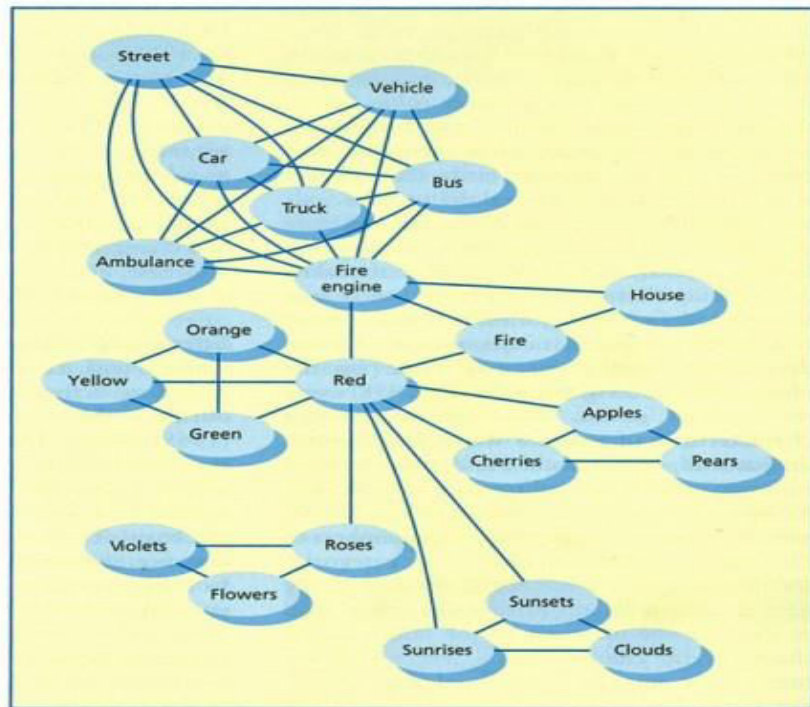 Street
Vehicle
Car
Bus
Truck
Ambulance
Fire
engine
House
Orange
Fire
Yellow
Red
Apples
Green
Cherries
Pears
Violets
Roses
Flowers
Sunsets
Sunrises
Clouds